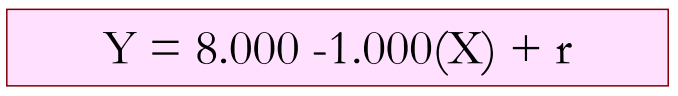 Y = 8.000 -1.000(X) + r